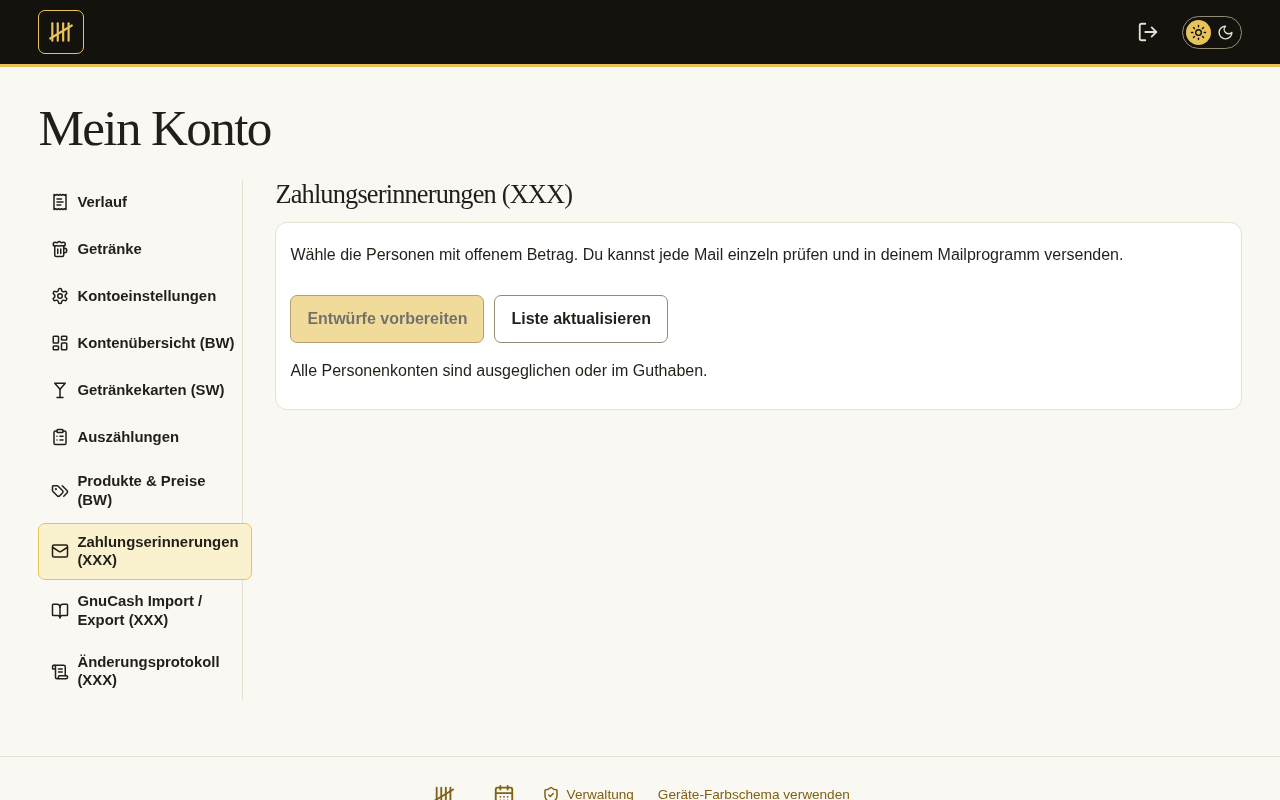 Mein Konto
Verlauf
Getränke
Kontoeinstellungen
Kontenübersicht (BW)
Getränkekarten (SW)
Auszählungen
Produkte & Preise
(BW)
Zahlungserinnerungen
(XXX)
GnuCash Import /
Export (XXX)
Änderungsprotokoll
(XXX)
Zahlungserinnerungen (XXX)
Wähle die Personen mit offenem Betrag. Du kannst jede Mail einzeln prüfen und in deinem Mailprogramm versenden.
Entwürfe vorbereiten
Liste aktualisieren
Alle Personenkonten sind ausgeglichen oder im Guthaben.
Verwaltung
Geräte-Farbschema verwenden